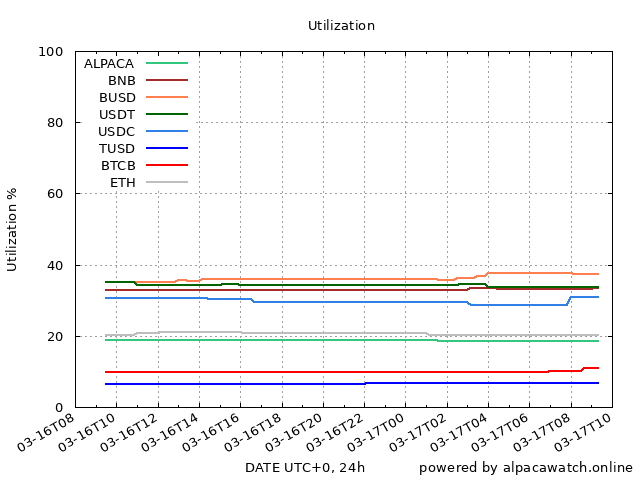 Utilization
100
80
60
40
20
0
Utilization %
ALPACA
BNB
BUSD
USDT
USDC
TUSD
BTCB
ETH
03-16T08
03-16T10
03-16T12
03-16T14
03-16T16
03-16T18
03-16T20
03-16T22
03-17T00
03-17T02
03-17T04
03-17T06
03-17T08
03-17T10
DATE UTC+0, 24h
powered by alpacawatch.online